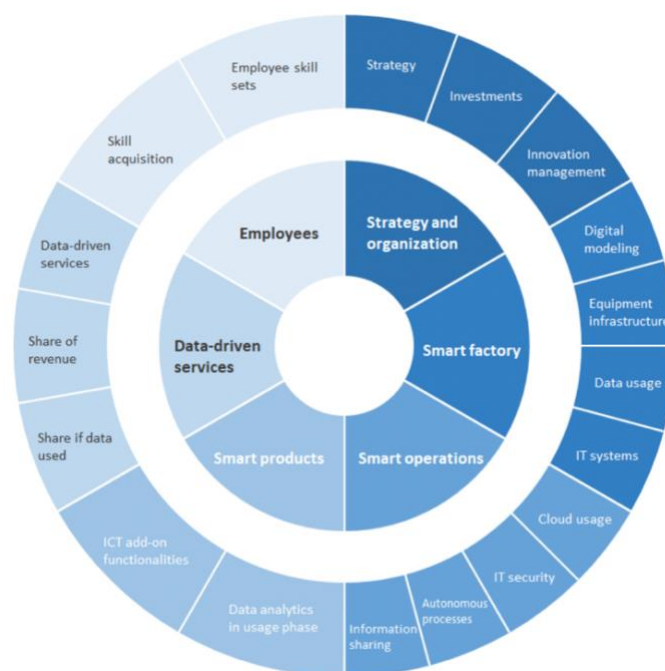 Strategy
Investments
Innovation
management
Digital
modeling
Equipment
infrastructure
Data usage
IT systems
Cloud usage
IT security
Autonomous
processes
Information
sharing
Data analytics
in usage phase
ICT add-on
functionalities
Share if data
used
Share of
revenue
Data-driven
services
Skill
acquisition
Employee skill
sets
Strategy and
organization
Smart factory
Smart operations
Smart products
Data-driven
services
Employees